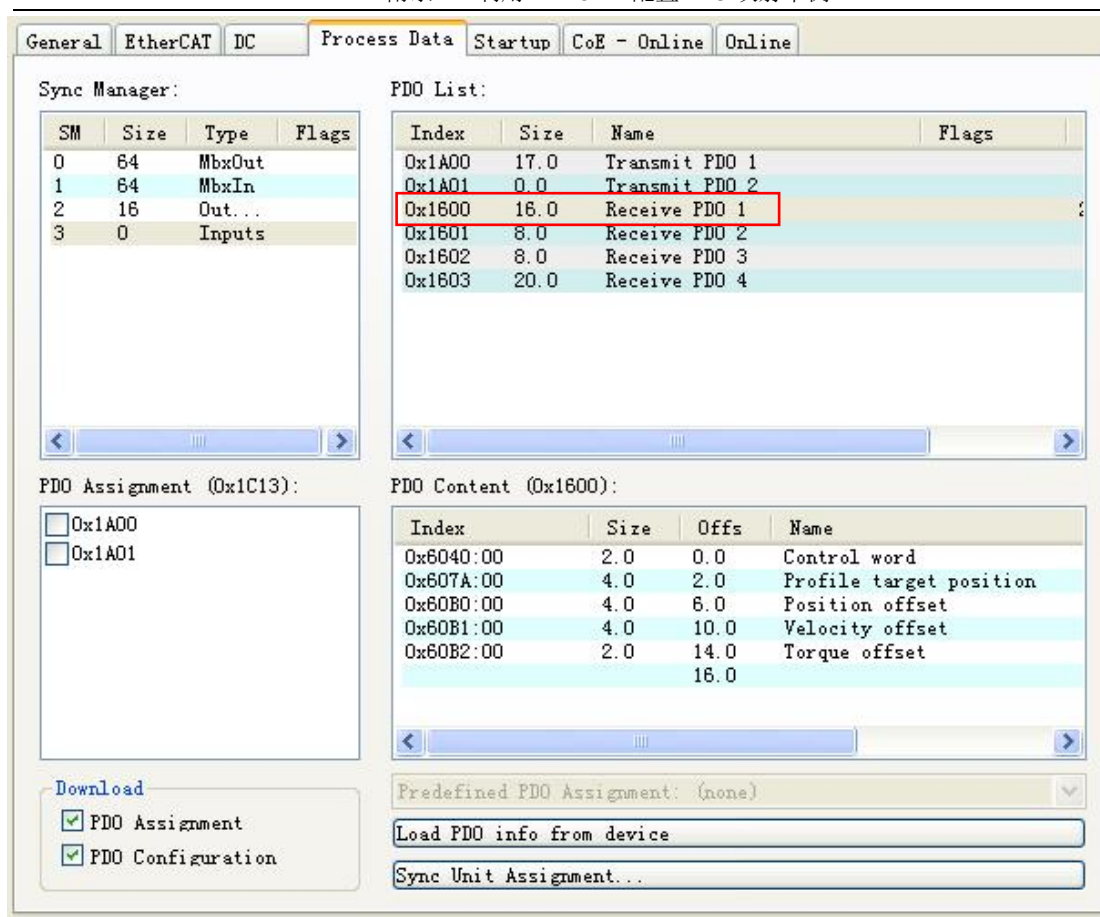 General EtherCAT DC Process Data Startup CoE - Online Online
Sync Manager:
SM Size Type Flags
0 64 MbxOut
1 64 MbxIn
2 16 Out...
3 0 Inputs
PDO List:
Index Size Name Flags
0x1A00 17.0 Transmit PDO 1
0x1A01 0.0 Transmit PDO 2
0x1600 16.0 Receive PDO 1
0x1601 8.0 Receive PDO 2
0x1602 8.0 Receive PDO 3
0x1603 20.0 Receive PDO 4
PDO Assignment (0x1C13):
0x1A00
0x1A01
PDO Content (0x1600):
Index Size Offs Name
0x6040:00 2.0 0.0 Control word
0x607A:00 4.0 2.0 Profile target position
0x60B0:00 4.0 6.0 Position offset
0x60B1:00 4.0 10.0 Velocity offset
0x60B2:00 2.0 14.0 Torque offset
16.0
Download
PDO Assignment
PDO Configuration
Predefined PDO Assignment: (none)
Load PDO info from device
Sync Unit Assignment...